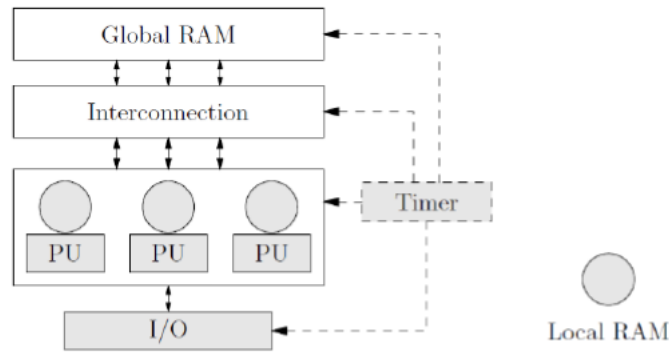 Global RAM
Interconnection
PU PU PU
Timer
I/O
Local RAM